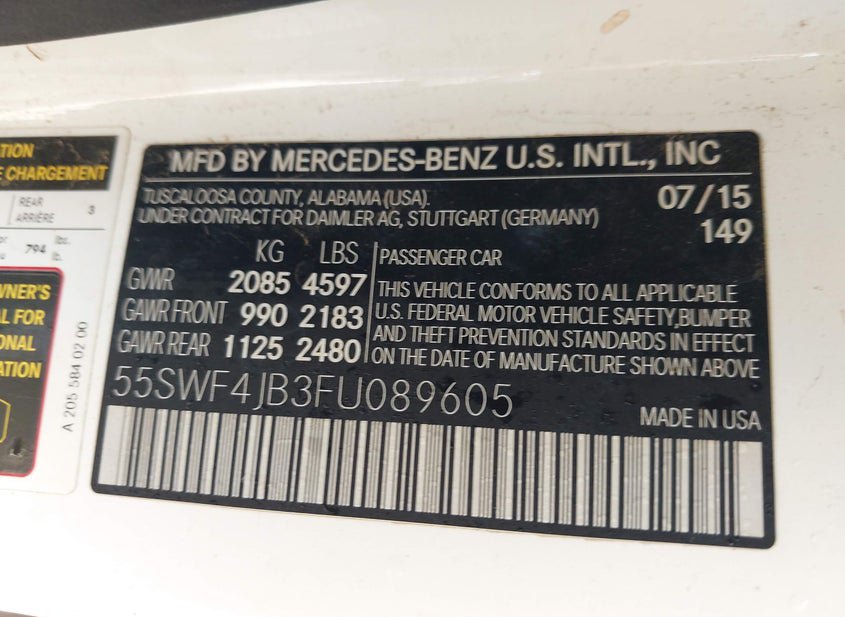 ATION
E CHARGEMENT
REAR
ARRIÈRE
3
or
794 lbs.
lb.
WNER'S
AL FOR
ONAL
ATION
A 205 584 02 00
MFD BY MERCEDES-BENZ U.S. INTL., INC
TUSCALOOSA COUNTY, ALABAMA (USA).
07/15
UNDER CONTRACT FOR DAIMLER AG, STUTTGART (GERMANY)
149
KG LBS
GVWR 2085 4597
GAWR FRONT 990 2183
GAWR REAR 1125 2480
PASSENGER CAR
THIS VEHICLE CONFORMS TO ALL APPLICABLE
U.S. FEDERAL MOTOR VEHICLE SAFETY,BUMPER
AND THEFT PREVENTION STANDARDS IN EFFECT
ON THE DATE OF MANUFACTURE SHOWN ABOVE
55SWF4JB3FU089605
MADE IN USA